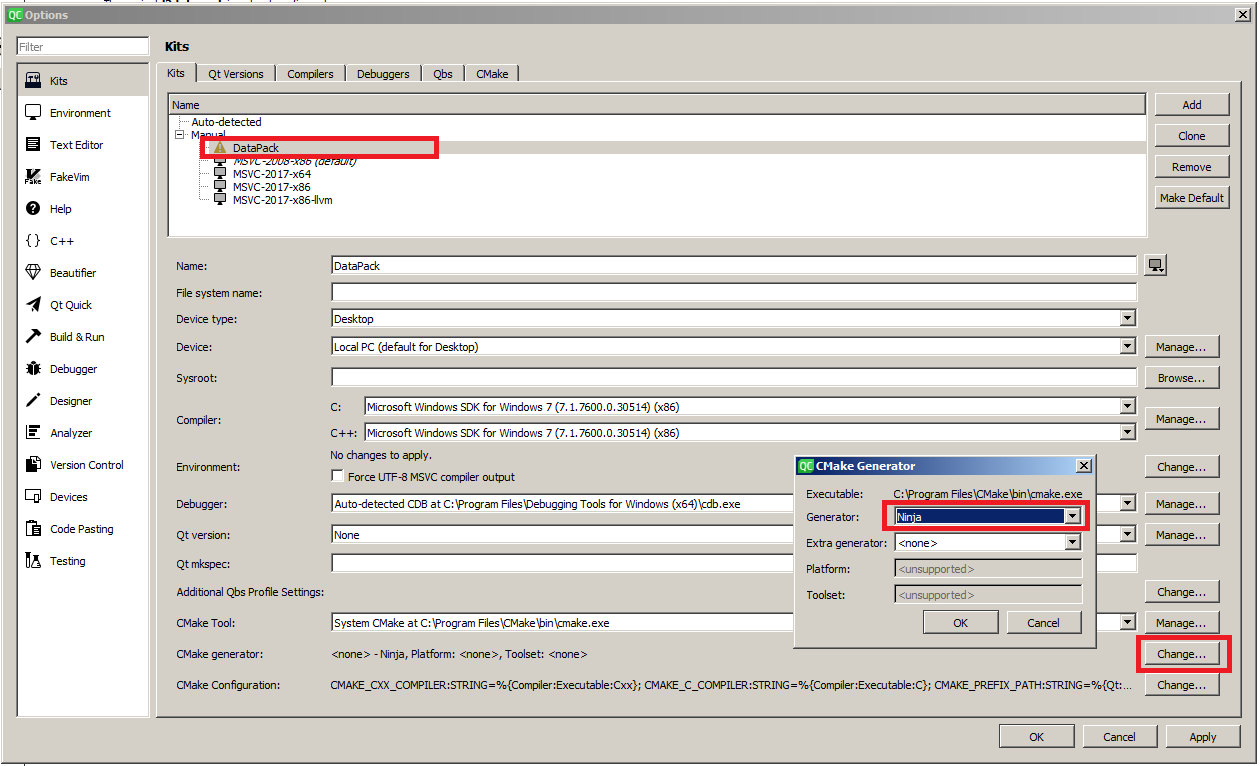 QC Options
Filter
Kits
Environment
Text Editor
FakeVim
Help
C++
Beautifier
Qt Quick
Build & Run
Debugger
Designer
Analyzer
Version Control
Devices
Code Pasting
Testing
Kits
Kits Qt Versions Compilers Debuggers Qbs CMake
Name
Auto-detected
Manual
DataPack
MSVC-2008-x86 (default)
MSVC-2017-x64
MSVC-2017-x86
MSVC-2017-x86-llvm
Add
Clone
Remove
Make Default
Name: DataPack
File system name:
Device type: Desktop
Device: Local PC (default for Desktop) Manage...
Sysroot: Browse...
Compiler: C: Microsoft Windows SDK for Windows 7 (7.1.7600.0.30514) (x86) Manage...
C++: Microsoft Windows SDK for Windows 7 (7.1.7600.0.30514) (x86)
Environment: No changes to apply. Change...
Force UTF-8 MSVC compiler output
Debugger: Auto-detected CDB at C:\Program Files\Debugging Tools for Windows (x64)\cdb.exe Manage...
Qt version: None Manage...
Qt mkspec:
Additional Qbs Profile Settings: Change...
CMake Tool: System CMake at C:\Program Files\CMake\bin\cmake.exe Manage...
CMake generator: <none> - Ninja, Platform: <none>, Toolset: <none> Change...
CMake Configuration: CMAKE_CXX_COMPILER:STRING=%{Compiler:Executable:Cxx}; CMAKE_C_COMPILER:STRING=%{Compiler:Executable:C}; CMAKE_PREFIX_PATH:STRING=%{Qt:... Change...
QC CMake Generator
Executable: C:\Program Files\CMake\bin\cmake.exe
Generator: Ninja
Extra generator: <none>
Platform: <unsupported>
Toolset: <unsupported>
OK Cancel
OK Cancel Apply